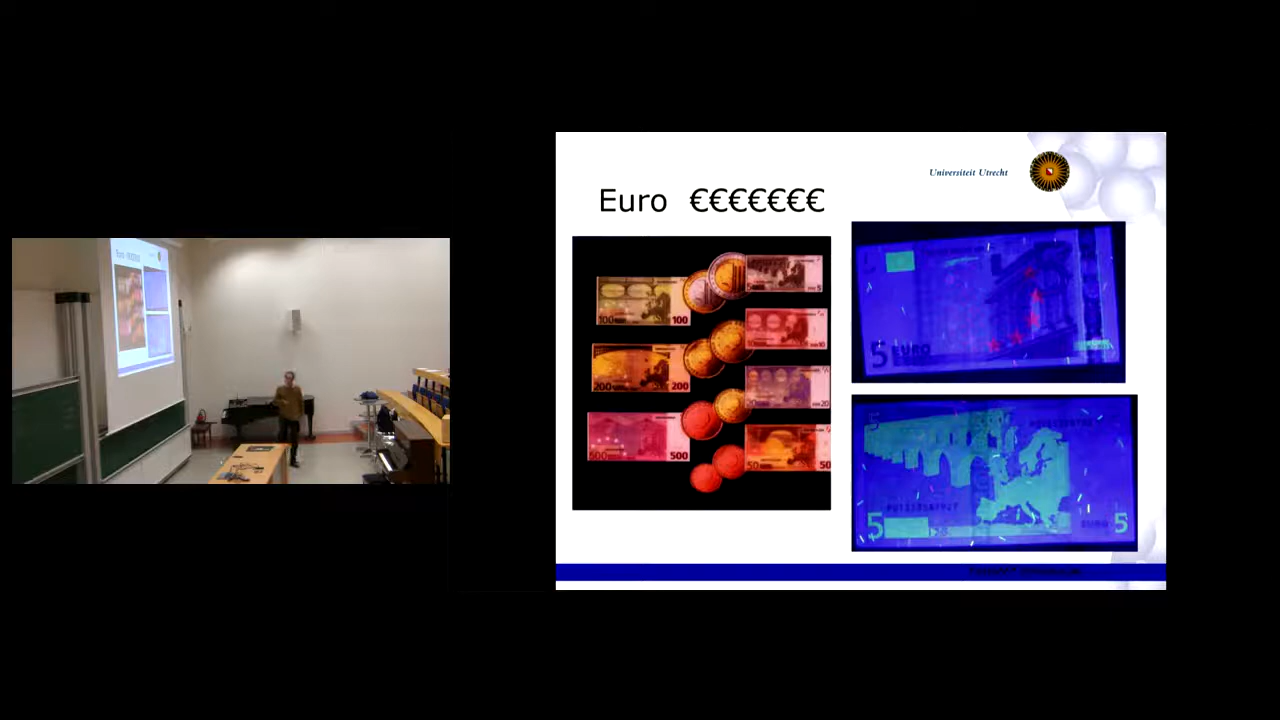 Universiteit Utrecht
Euro €€€€€€€
100 100
200 200
500 500
5
10
20
50 50
5 EURO
5
5
EURO 5